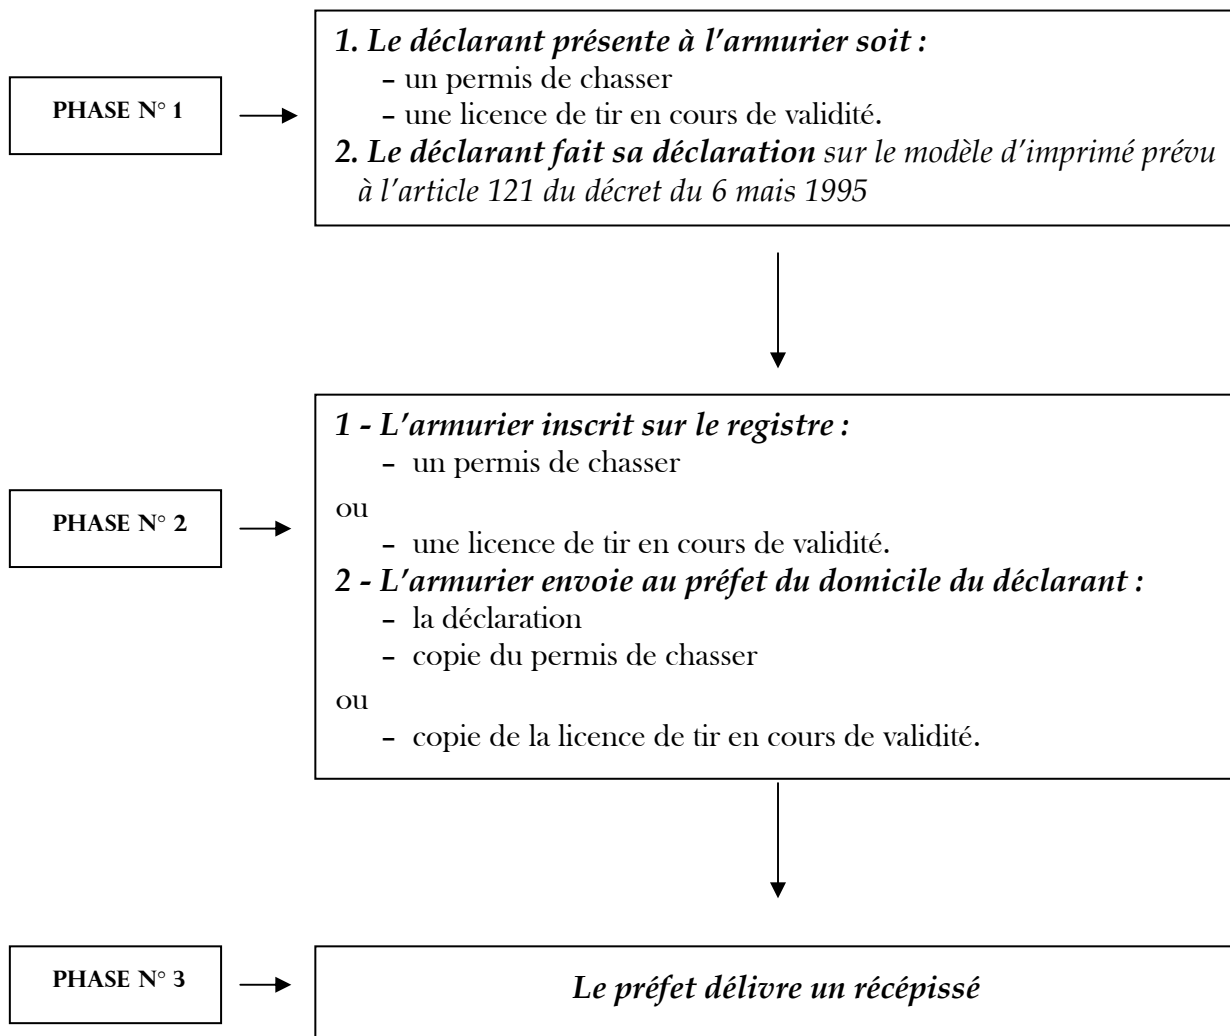 PHASE N° 1
1. Le déclarant présente à l’armurier soit :
– un permis de chasser
– une licence de tir en cours de validité.
2. Le déclarant fait sa déclaration sur le modèle d’imprimé prévu
à l’article 121 du décret du 6 mais 1995
PHASE N° 2
1 - L’armurier inscrit sur le registre :
– un permis de chasser
ou
– une licence de tir en cours de validité.
2 - L’armurier envoie au préfet du domicile du déclarant :
– la déclaration
– copie du permis de chasser
ou
– copie de la licence de tir en cours de validité.
PHASE N° 3
Le préfet délivre un récépissé